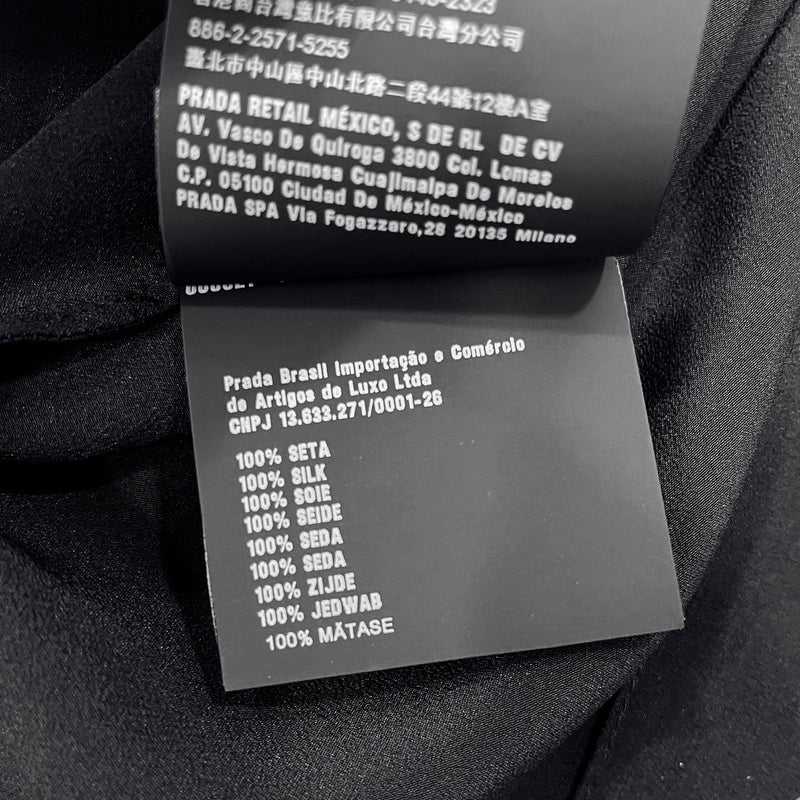 香港商台灣普比有限公司台灣分公司
886-2-2571-5255
臺北市中山區中山北路二段44號12樓A室
PRADA RETAIL MÉXICO, S DE RL DE CV
AV. Vasco De Quiroga 3800 Col. Lomas
De Vista Hermosa Cuajimalpa De Morelos
C.P. 05100 Ciudad De México-México
PRADA SPA Via Fogazzaro,28 20135 Milano
Prada Brasil Importação e Comércio
de Artigos de Luxo Ltda
CNPJ 13.633.271/0001-26
100% SETA
100% SILK
100% SOIE
100% SEIDE
100% SEDA
100% SEDA
100% ZIJDE
100% JEDWAB
100% MĂTASE